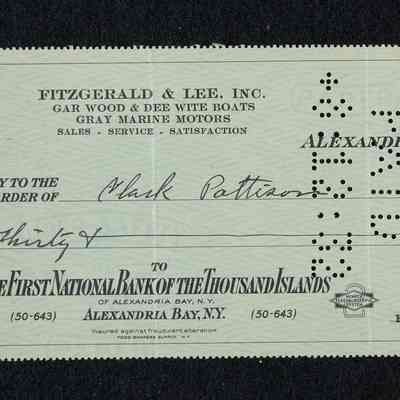 FITZGERALD & LEE, INC.
GAR WOOD & DEE WITE BOATS
GRAY MARINE MOTORS
SALES - SERVICE - SATISFACTION
ALEXANDRI
Y TO THE
RDER OF Clark Pattison
Thirty &
TO
E FIRST NATIONAL BANK OF THE THOUSAND ISLANDS
OF ALEXANDRIA BAY, N.Y.
(50-643) ALEXANDRIA BAY, N.Y. (50-643)
Insured against fraudulent alteration